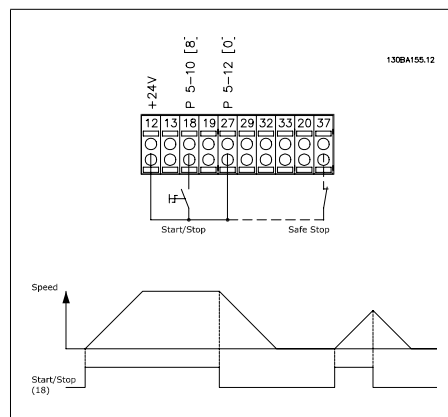 130BA155.12
+24V
P 5-10 [8]
P 5-12 [0]
12 13 18 19 27 29 32 33 20 37
Start/Stop Safe Stop
Speed
Start/Stop
(18)